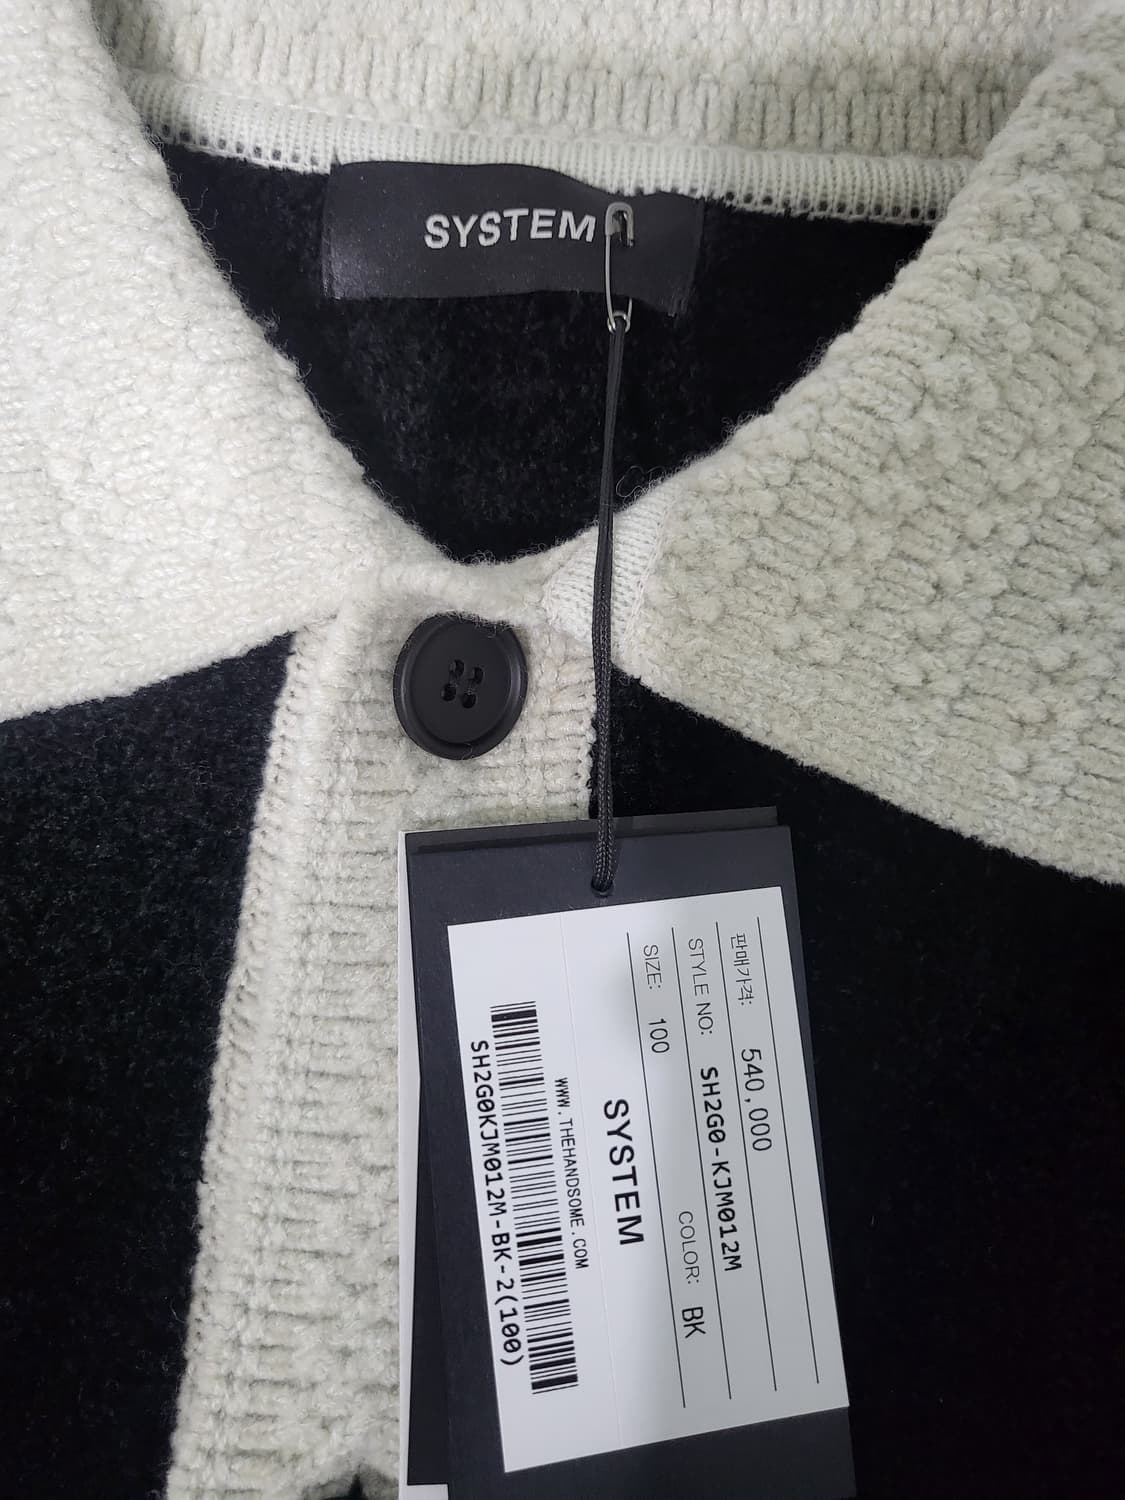 SYSTEM
판매가격: 540,000
STYLE NO: SH2G0-KJM012M
SIZE: 100 COLOR: BK
SYSTEM
WWW.THEHANDSOME.COM
SH2G0KJM012M-BK-2(100)